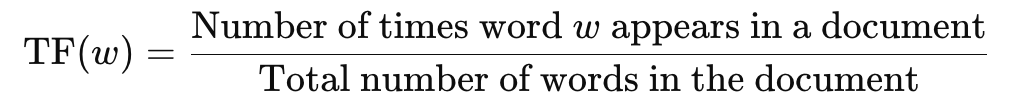 TF(w) = Number of times word w appears in a document
Total number of words in the document